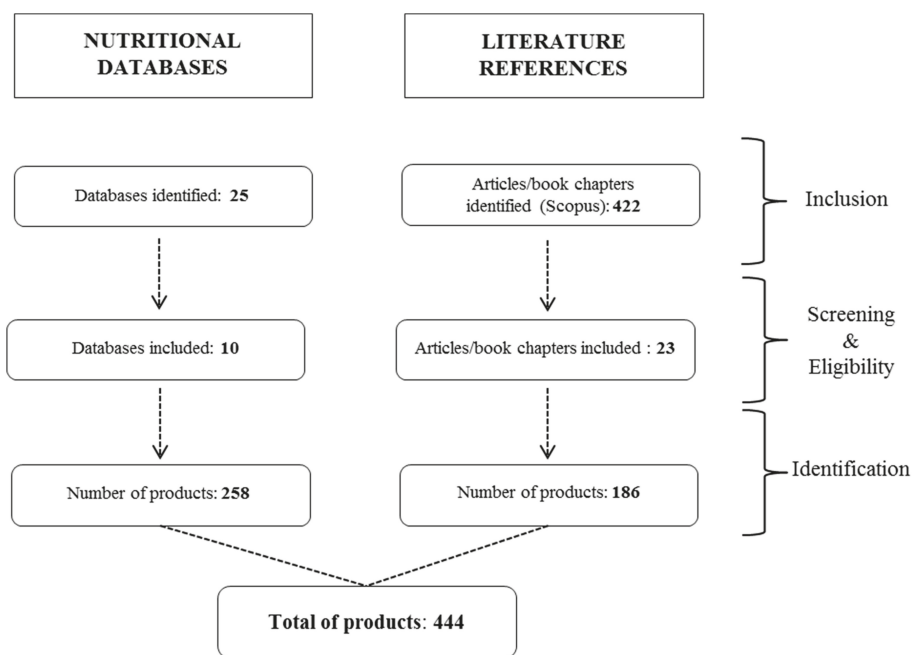 NUTRITIONAL
DATABASES
LITERATURE
REFERENCES
Databases identified: 25
Articles/book chapters
identified (Scopus): 422
Inclusion
Databases included: 10
Articles/book chapters included : 23
Screening
&
Eligibility
Number of products: 258
Number of products: 186
Identification
Total of products: 444